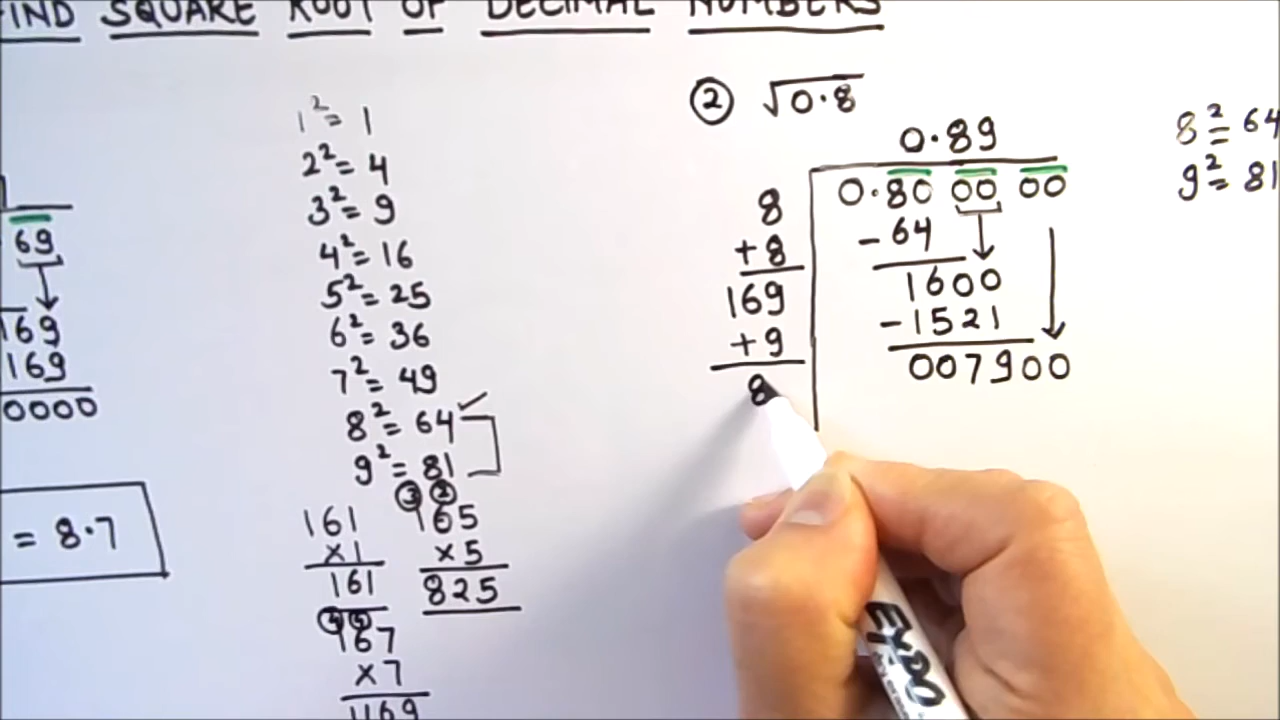 FIND SQUARE ROOT OF DECIMAL NUMBERS
69
169
169
0000
= 8.7
1² = 1
2² = 4
3² = 9
4² = 16
5² = 25
6² = 36
7² = 49
8² = 64 ✓
9² = 81
161
×1
161
③ ②
165
×5
825
167
×7
1169
② √0.8
0.89
0.80 00 00
8
+8
169
+9
8
-64
1600
-1521
007900
8² = 64
9² = 81
EXPO